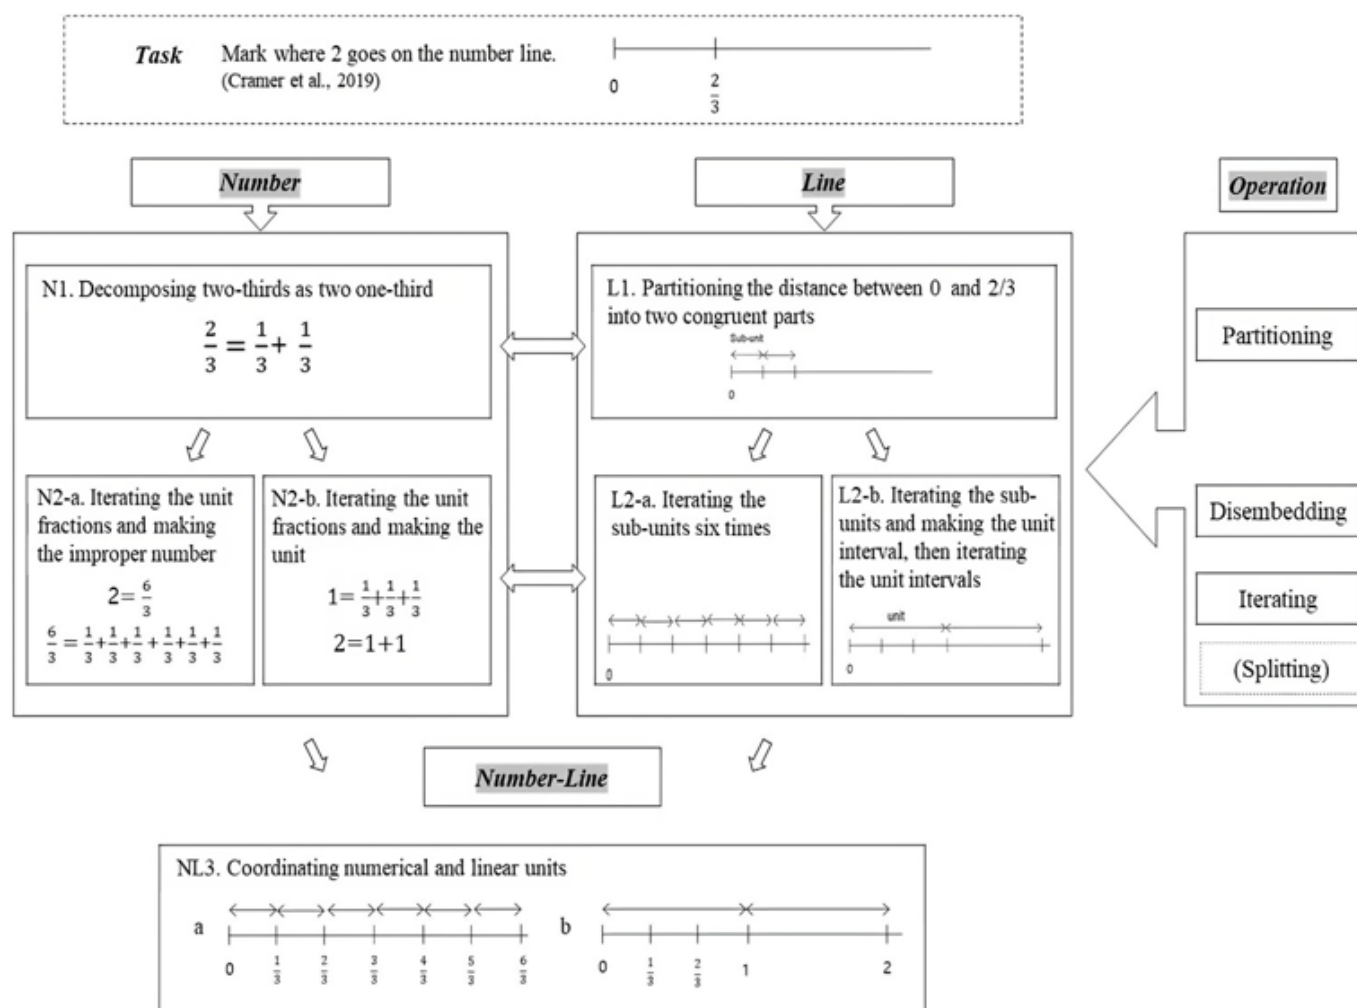 Task Mark where 2 goes on the number line.
(Cramer et al., 2019)
0 2/3
Number
Line
Operation
N1. Decomposing two-thirds as two one-third
2/3 = 1/3 + 1/3
L1. Partitioning the distance between 0 and 2/3
into two congruent parts
Sub-unit
0
Partitioning
N2-a. Iterating the unit
fractions and making
the improper number
2= 6/3
6/3 = 1/3+1/3+1/3+1/3+1/3+1/3
N2-b. Iterating the unit
fractions and making the
unit
1= 1/3+1/3+1/3
2=1+1
L2-a. Iterating the
sub-units six times
0
L2-b. Iterating the sub-
units and making the unit
interval, then iterating
the unit intervals
unit
0
Disembedding
Iterating
(Splitting)
Number-Line
NL3. Coordinating numerical and linear units
a
0 1/3 2/3 3/3 4/3 5/3 6/3
b
0 1/3 2/3 1 2